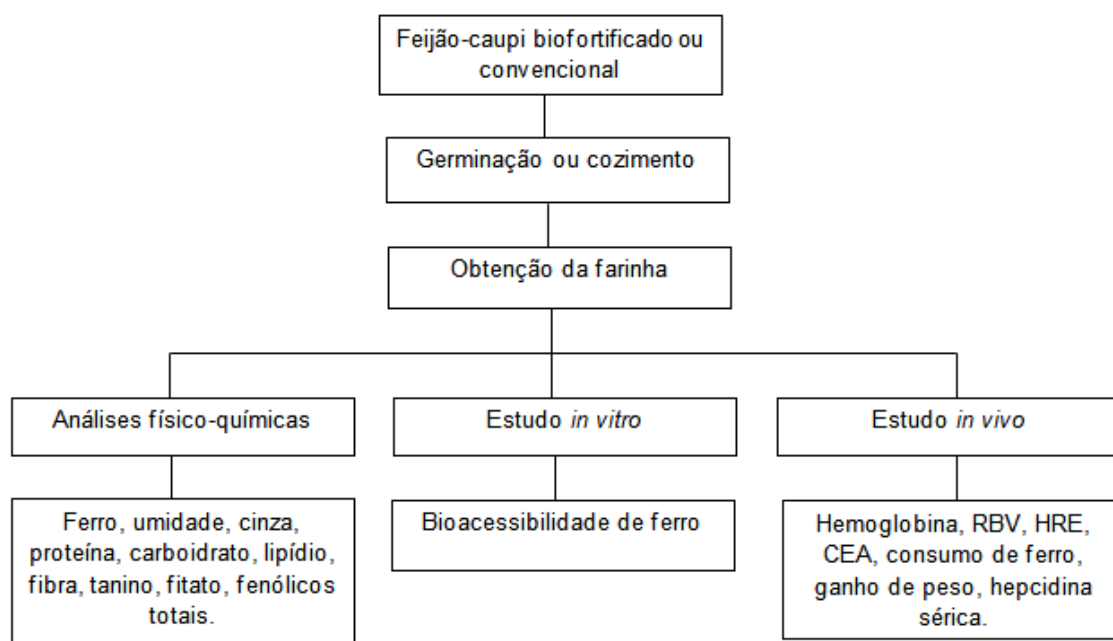 Feijão-caupi biofortificado ou
convencional
Germinação ou cozimento
Obtenção da farinha
Análises físico-químicas
Estudo in vitro
Estudo in vivo
Ferro, umidade, cinza,
proteína, carboidrato, lipídio,
fibra, tanino, fitato, fenólicos
totais.
Bioacessibilidade de ferro
Hemoglobina, RBV, HRE,
CEA, consumo de ferro,
ganho de peso, hepcidina
sérica.